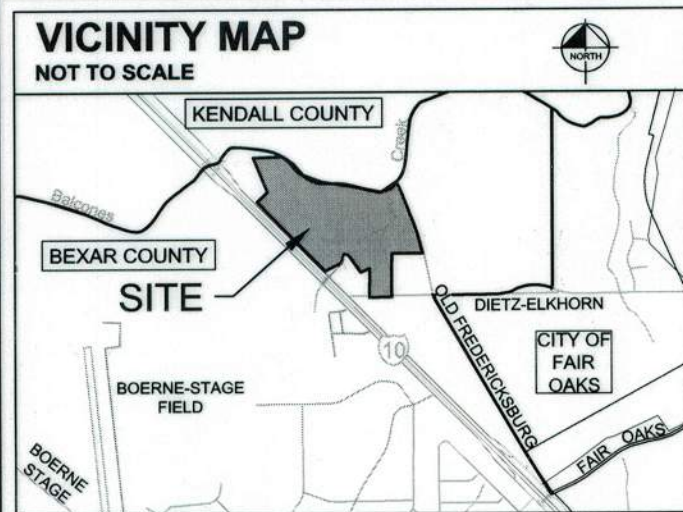 VICINITY MAP
NOT TO SCALE
NORTH
KENDALL COUNTY
Creek
Balcones
BEXAR COUNTY
SITE
DIETZ-ELKHORN
OLD FREDERICKSBURG
10
CITY OF
FAIR
OAKS
BOERNE-STAGE
FIELD
FAIR OAKS
BOERNE
STAGE